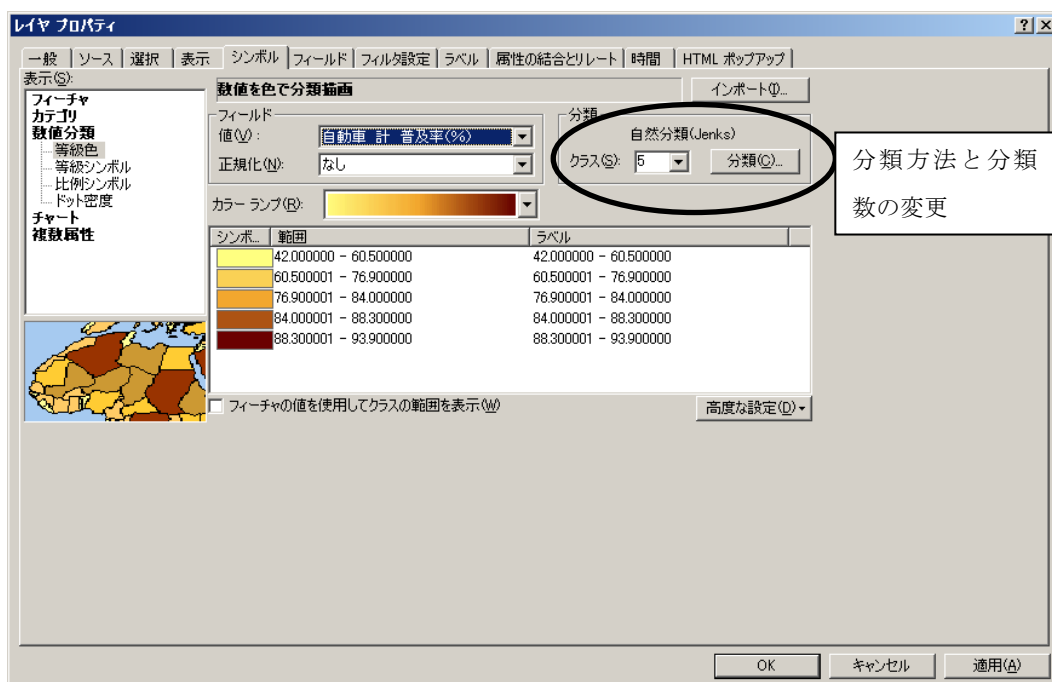 レイヤ プロパティ
一般 ソース 選択 表示 シンボル フィールド フィルタ設定 ラベル 属性の結合とリレート 時間 HTML ポップアップ
表示(S):
フィーチャ
カテゴリ
数値分類
等級色
等級シンボル
比例シンボル
ドット密度
チャート
複数属性
数値を色で分類描画
インポート(I)...
フィールド
値(V) : 自動車 計 普及率(%)
正規化(N): なし
分類
自然分類(Jenks)
クラス(S): 5 分類(C)...
分類方法と分類
数の変更
カラー ランプ(R):
シンボ... 範囲 ラベル
42.000000 - 60.500000 42.000000 - 60.500000
60.500001 - 76.900000 60.500001 - 76.900000
76.900001 - 84.000000 76.900001 - 84.000000
84.000001 - 88.300000 84.000001 - 88.300000
88.300001 - 93.900000 88.300001 - 93.900000
フィーチャの値を使用してクラスの範囲を表示(W)
高度な設定(D)
OK キャンセル 適用(A)